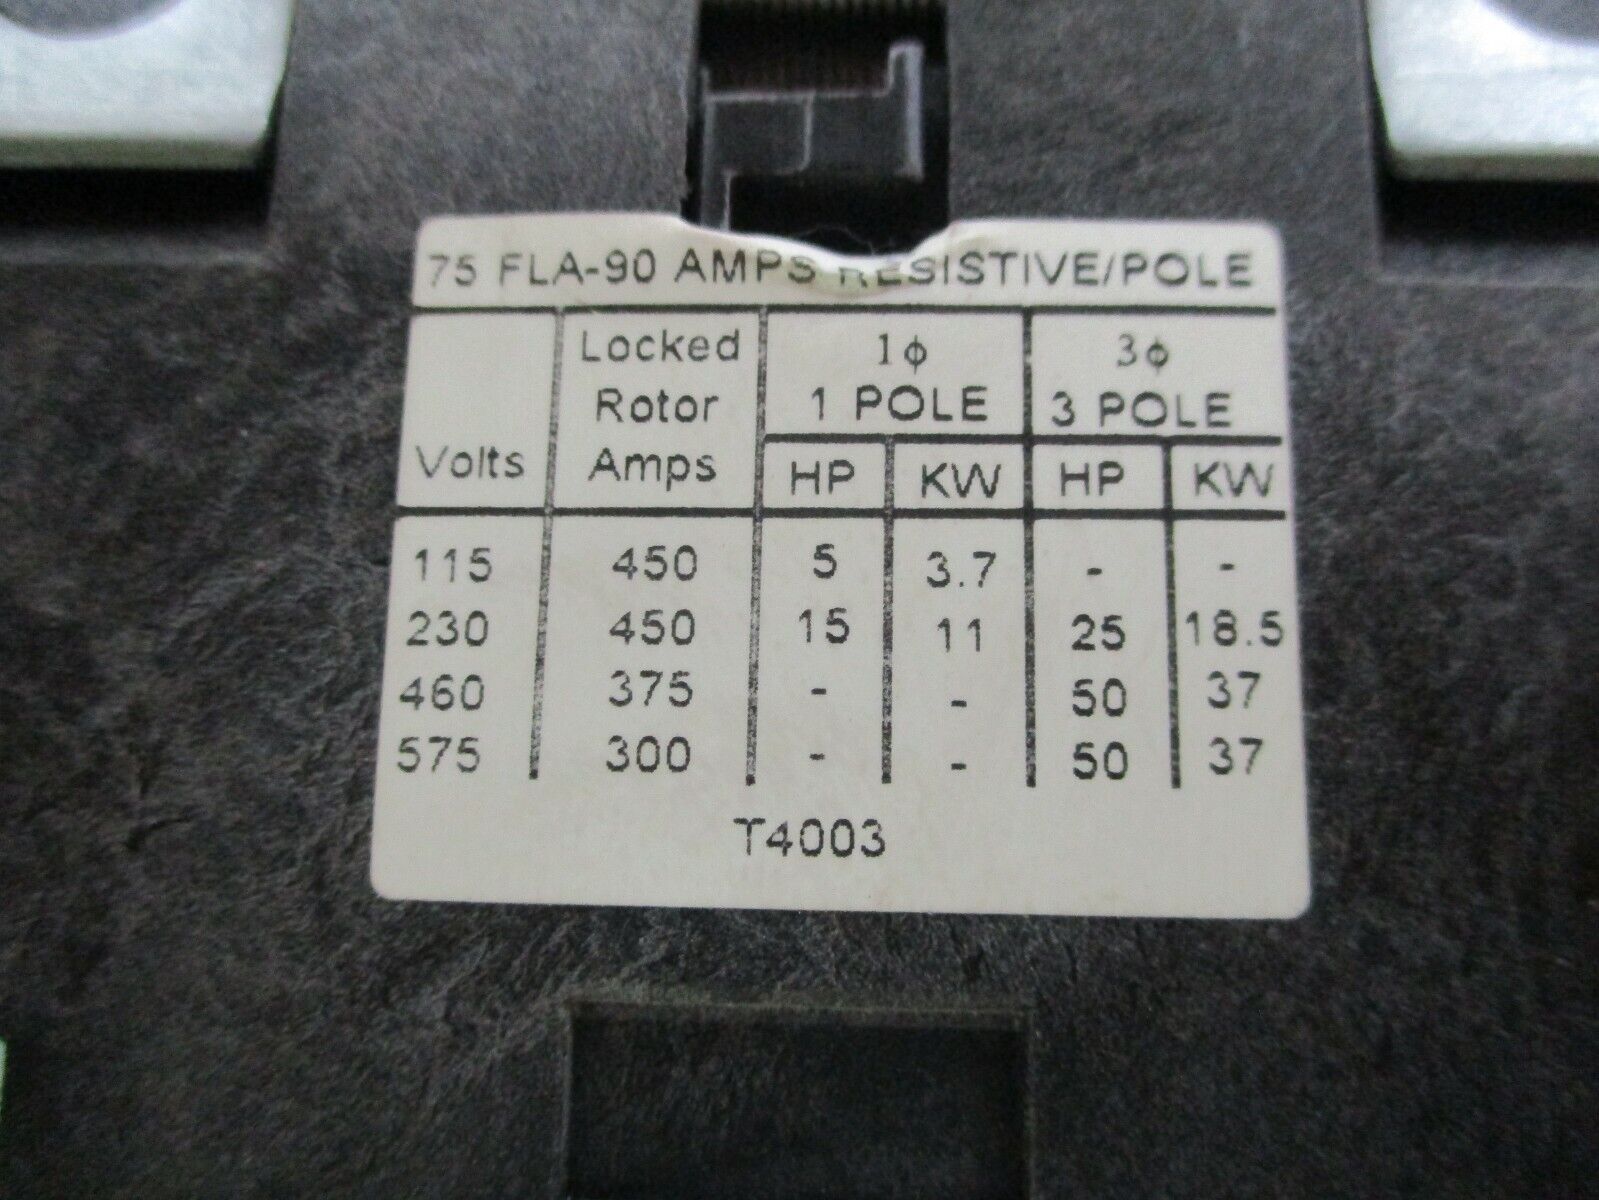 75 FLA-90 AMPS RESISTIVE/POLE
Volts Locked Rotor Amps 1ϕ 1 POLE 3ϕ 3 POLE
HP KW HP KW
115 450 5 3.7 - -
230 450 15 11 25 18.5
460 375 - - 50 37
575 300 - - 50 37
T4003